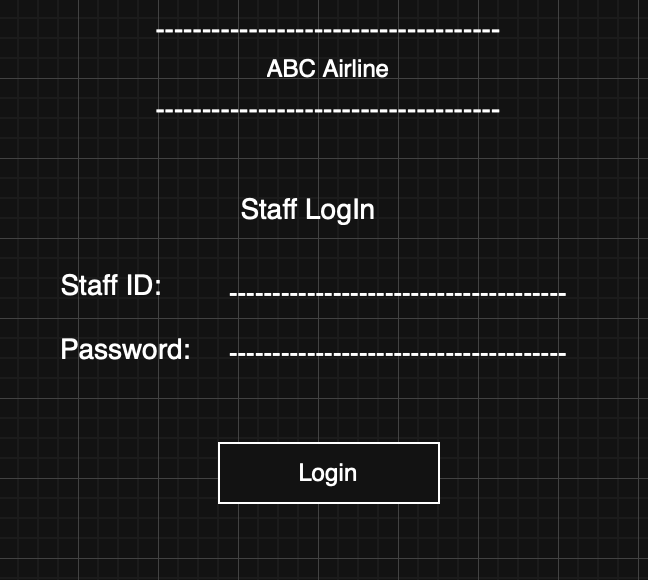 ABC Airline
Staff LogIn
Staff ID:
Password:
Login